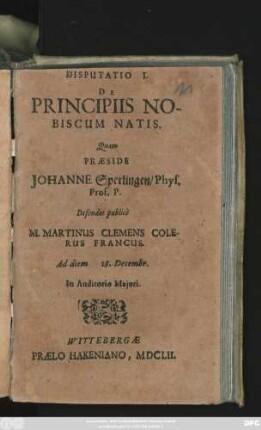 DISPUTATIO I.
DE
PRINCIPIIS NO-
BISCUM NATIS.
Quam
PRÆSIDE
JOHANNE Sperlingen/ Phys.
Prof. P.
Defendet publicè
M. MARTINUS CLEMENS COLE-
RUS FRANCUS.
Ad diem 18. Decembr.
In Auditorio Majori.
WITTEBERGÆ
PRÆLO HAKENIANO, MDCLII.